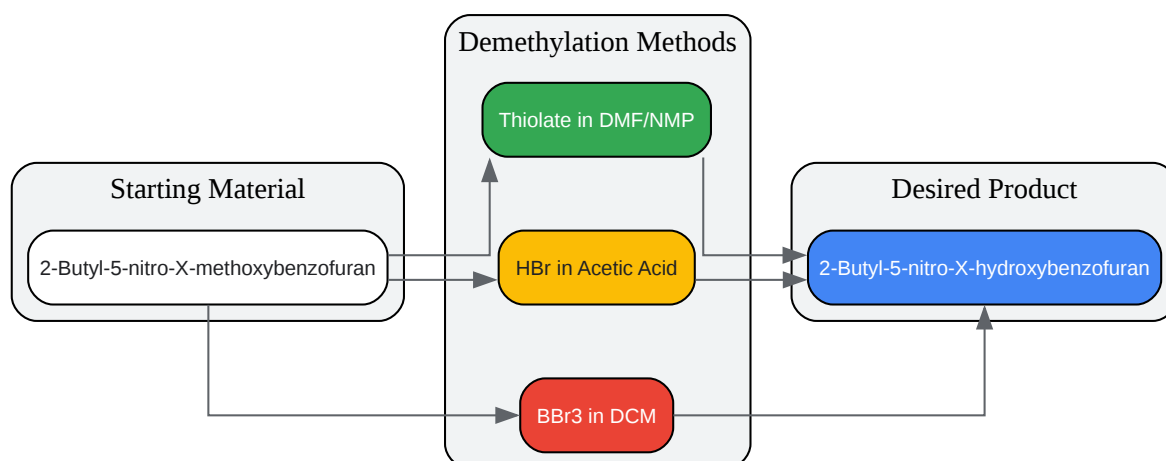 Starting Material
2-Butyl-5-nitro-X-methoxybenzofuran
Demethylation Methods
Thiolate in DMF/NMP
HBr in Acetic Acid
BBr3 in DCM
Desired Product
2-Butyl-5-nitro-X-hydroxybenzofuran